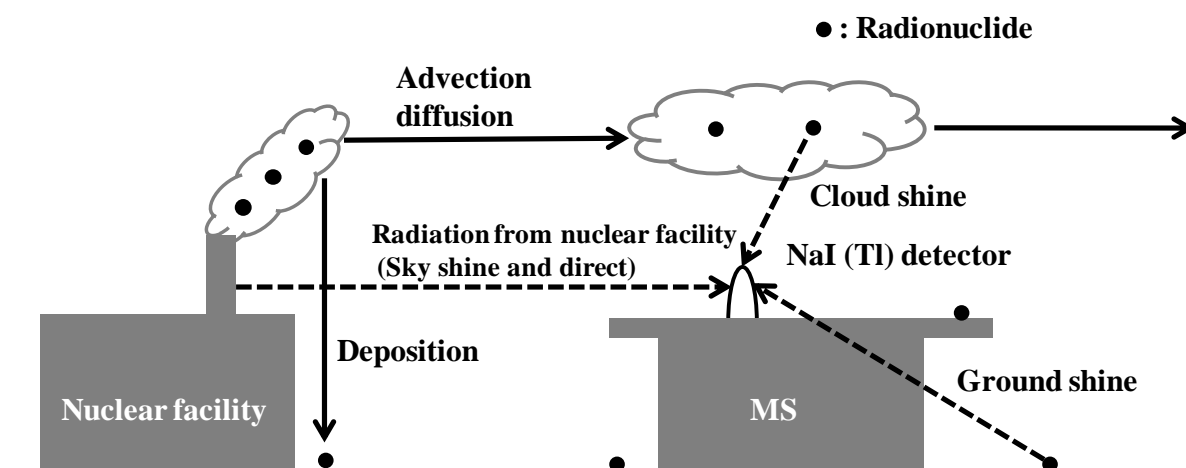 ● : Radionuclide
Advection
diffusion
Cloud shine
Radiation from nuclear facility
(Sky shine and direct)
NaI (Tl) detector
Deposition
Ground shine
Nuclear facility
MS